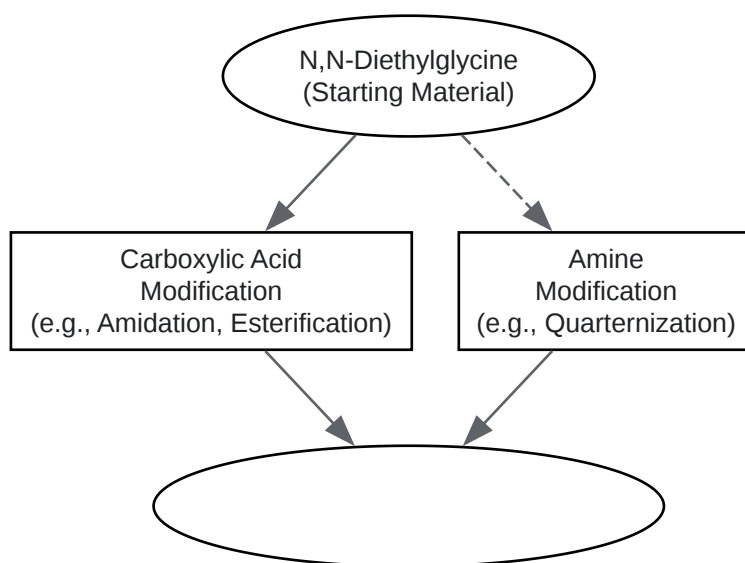 N,N-Diethylglycine
(Starting Material)
Carboxylic Acid
Modification
(e.g., Amidation, Esterification)
Amine
Modification
(e.g., Quarternization)